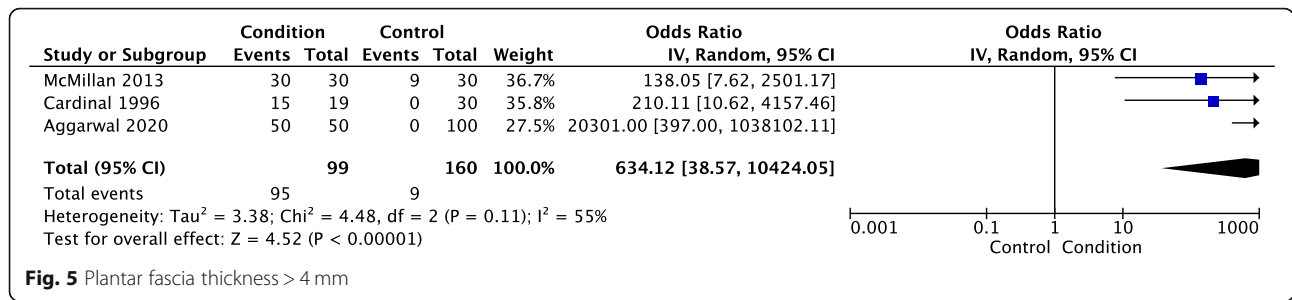 Condition Control Odds Ratio Odds Ratio
Study or Subgroup Events Total Events Total Weight IV, Random, 95% CI IV, Random, 95% CI
McMillan 2013 30 30 9 30 36.7% 138.05 [7.62, 2501.17]
Cardinal 1996 15 19 0 30 35.8% 210.11 [10.62, 4157.46]
Aggarwal 2020 50 50 0 100 27.5% 20301.00 [397.00, 1038102.11]
Total (95% CI) 99 160 100.0% 634.12 [38.57, 10424.05]
Total events 95 9
Heterogeneity: Tau² = 3.38; Chi² = 4.48, df = 2 (P = 0.11); I² = 55%
Test for overall effect: Z = 4.52 (P < 0.00001)
0.001 0.1 1 10 1000
Control Condition
Fig. 5 Plantar fascia thickness > 4 mm